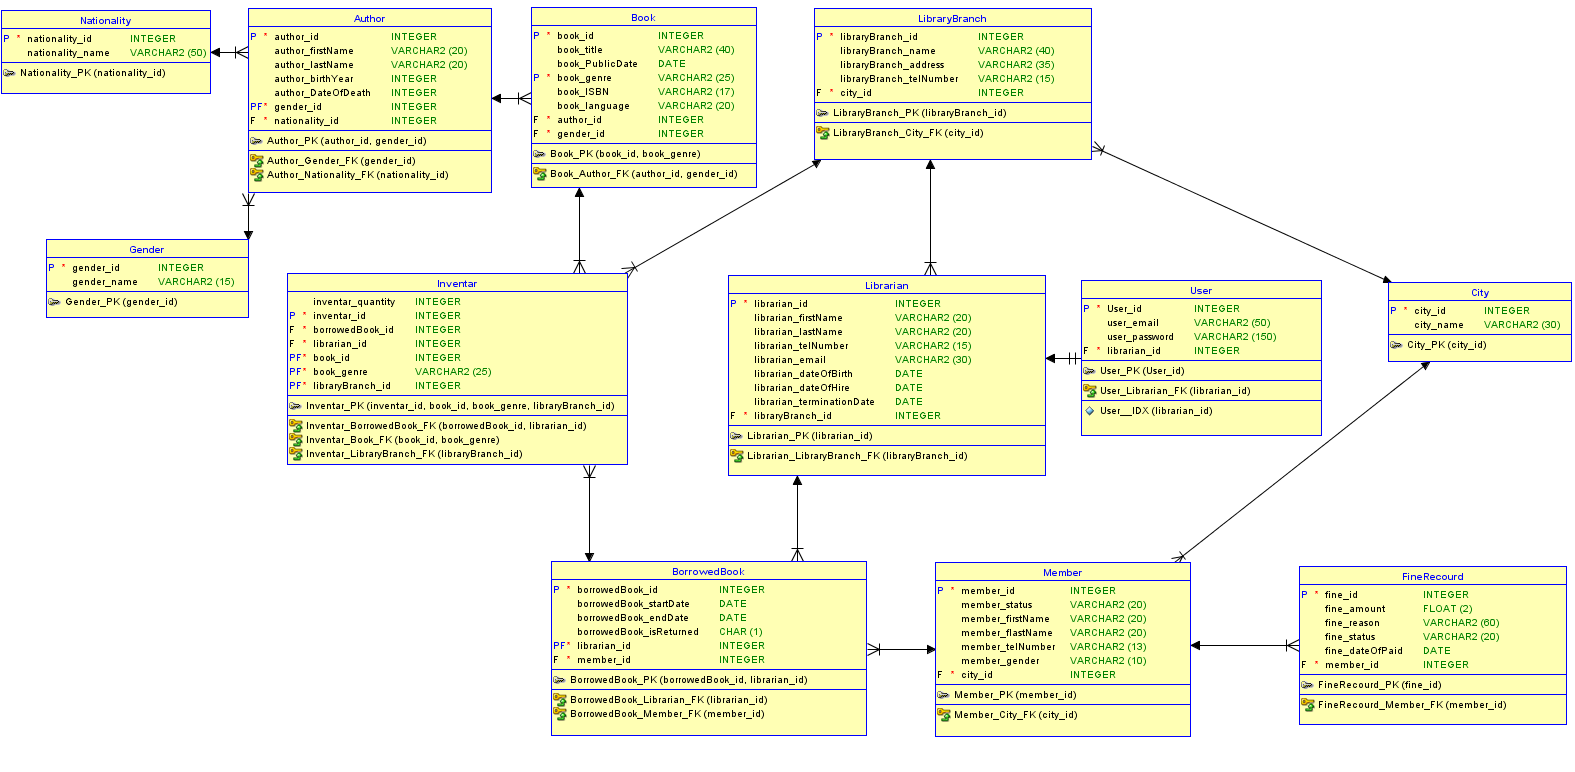 Nationality
P * nationality_id INTEGER
nationality_name VARCHAR2 (50)
Nationality_PK (nationality_id)
Author
P * author_id INTEGER
author_firstName VARCHAR2 (20)
author_lastName VARCHAR2 (20)
author_birthYear INTEGER
author_DateOfDeath INTEGER
PF* gender_id INTEGER
F * nationality_id INTEGER
Author_PK (author_id, gender_id)
Author_Gender_FK (gender_id)
Author_Nationality_FK (nationality_id)
Book
P * book_id INTEGER
book_title VARCHAR2 (40)
book_PublicDate DATE
P * book_genre VARCHAR2 (25)
book_ISBN VARCHAR2 (17)
book_language VARCHAR2 (20)
F * author_id INTEGER
F * gender_id INTEGER
Book_PK (book_id, book_genre)
Book_Author_FK (author_id, gender_id)
LibraryBranch
P * libraryBranch_id INTEGER
libraryBranch_name VARCHAR2 (40)
libraryBranch_address VARCHAR2 (35)
libraryBranch_telNumber VARCHAR2 (15)
F * city_id INTEGER
LibraryBranch_PK (libraryBranch_id)
LibraryBranch_City_FK (city_id)
Gender
P * gender_id INTEGER
gender_name VARCHAR2 (15)
Gender_PK (gender_id)
Inventar
inventar_quantity INTEGER
P * inventar_id INTEGER
F * borrowedBook_id INTEGER
F * librarian_id INTEGER
PF* book_id INTEGER
PF* book_genre VARCHAR2 (25)
PF* libraryBranch_id INTEGER
Inventar_PK (inventar_id, book_id, book_genre, libraryBranch_id)
Inventar_BorrowedBook_FK (borrowedBook_id, librarian_id)
Inventar_Book_FK (book_id, book_genre)
Inventar_LibraryBranch_FK (libraryBranch_id)
Librarian
P * librarian_id INTEGER
librarian_firstName VARCHAR2 (20)
librarian_lastName VARCHAR2 (20)
librarian_telNumber VARCHAR2 (15)
librarian_email VARCHAR2 (30)
librarian_dateOfBirth DATE
librarian_dateOfHire DATE
librarian_terminationDate DATE
F * libraryBranch_id INTEGER
Librarian_PK (librarian_id)
Librarian_LibraryBranch_FK (libraryBranch_id)
User
P * User_id INTEGER
user_email VARCHAR2 (50)
user_password VARCHAR2 (150)
F * librarian_id INTEGER
User_PK (User_id)
User_Librarian_FK (librarian_id)
User__IDX (librarian_id)
City
P * city_id INTEGER
city_name VARCHAR2 (30)
City_PK (city_id)
BorrowedBook
P * borrowedBook_id INTEGER
borrowedBook_startDate DATE
borrowedBook_endDate DATE
borrowedBook_isReturned CHAR (1)
PF* librarian_id INTEGER
F * member_id INTEGER
BorrowedBook_PK (borrowedBook_id, librarian_id)
BorrowedBook_Librarian_FK (librarian_id)
BorrowedBook_Member_FK (member_id)
Member
P * member_id INTEGER
member_status VARCHAR2 (20)
member_firstName VARCHAR2 (20)
member_flastName VARCHAR2 (20)
member_telNumber VARCHAR2 (13)
member_gender VARCHAR2 (10)
F * city_id INTEGER
Member_PK (member_id)
Member_City_FK (city_id)
FineRecourd
P * fine_id INTEGER
fine_amount FLOAT (2)
fine_reason VARCHAR2 (60)
fine_status VARCHAR2 (20)
fine_dateOfPaid DATE
F * member_id INTEGER
FineRecourd_PK (fine_id)
FineRecourd_Member_FK (member_id)